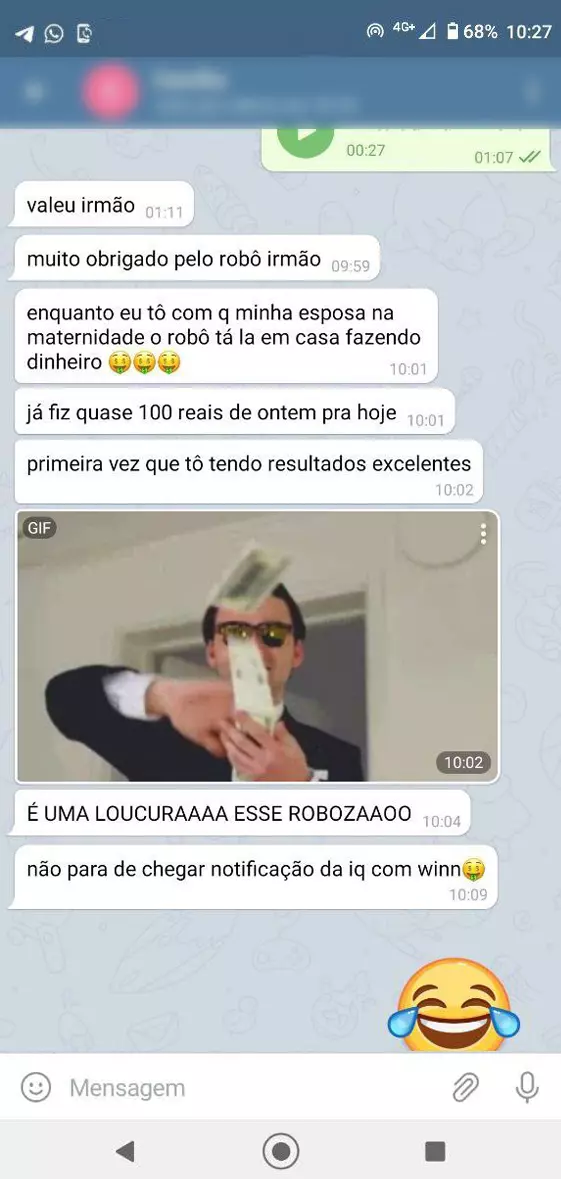 4G+ 68% 10:27
00:27
01:07
valeu irmão 01:11
muito obrigado pelo robô irmão 09:59
enquanto eu tô com q minha esposa na
maternidade o robô tá la em casa fazendo
dinheiro 🤑🤑🤑 10:01
já fiz quase 100 reais de ontem pra hoje 10:01
primeira vez que tô tendo resultados excelentes
10:02
GIF
10:02
É UMA LOUCURAAAA ESSE ROBOZAAOO 10:04
não para de chegar notificação da iq com winn🤑
10:09
Mensagem